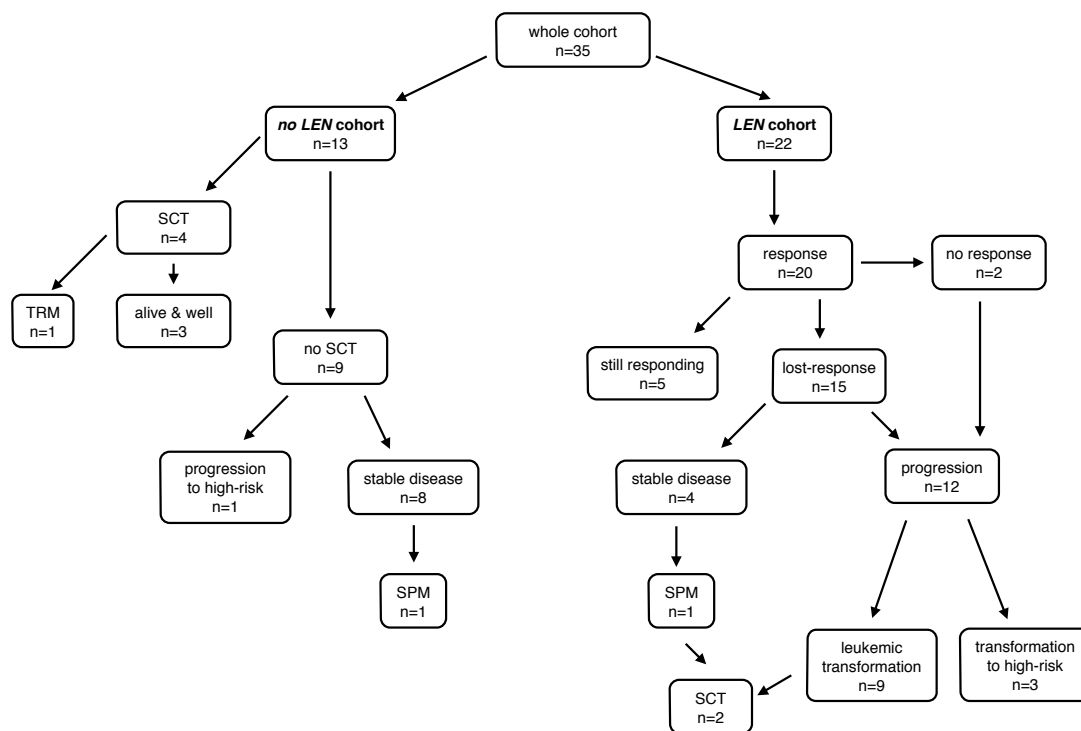 whole cohort
n=35
no LEN cohort
n=13
LEN cohort
n=22
SCT
n=4
response
n=20
no response
n=2
TRM
n=1
alive & well
n=3
no SCT
n=9
still responding
n=5
lost-response
n=15
progression
to high-risk
n=1
stable disease
n=8
stable disease
n=4
progression
n=12
SPM
n=1
SPM
n=1
leukemic
transformation
n=9
transformation
to high-risk
n=3
SCT
n=2